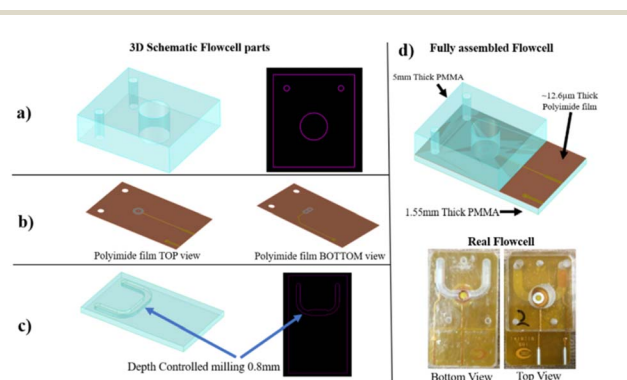 3D Schematic Flowcell parts
a)
b)
Polyimide film TOP view
Polyimide film BOTTOM view
c)
Depth Controlled milling 0.8mm
d)
Fully assembled Flowcell
5mm Thick PMMA
~12.6μm Thick
Polyimide film
1.55mm Thick PMMA
Real Flowcell
2
Bottom View
Top View